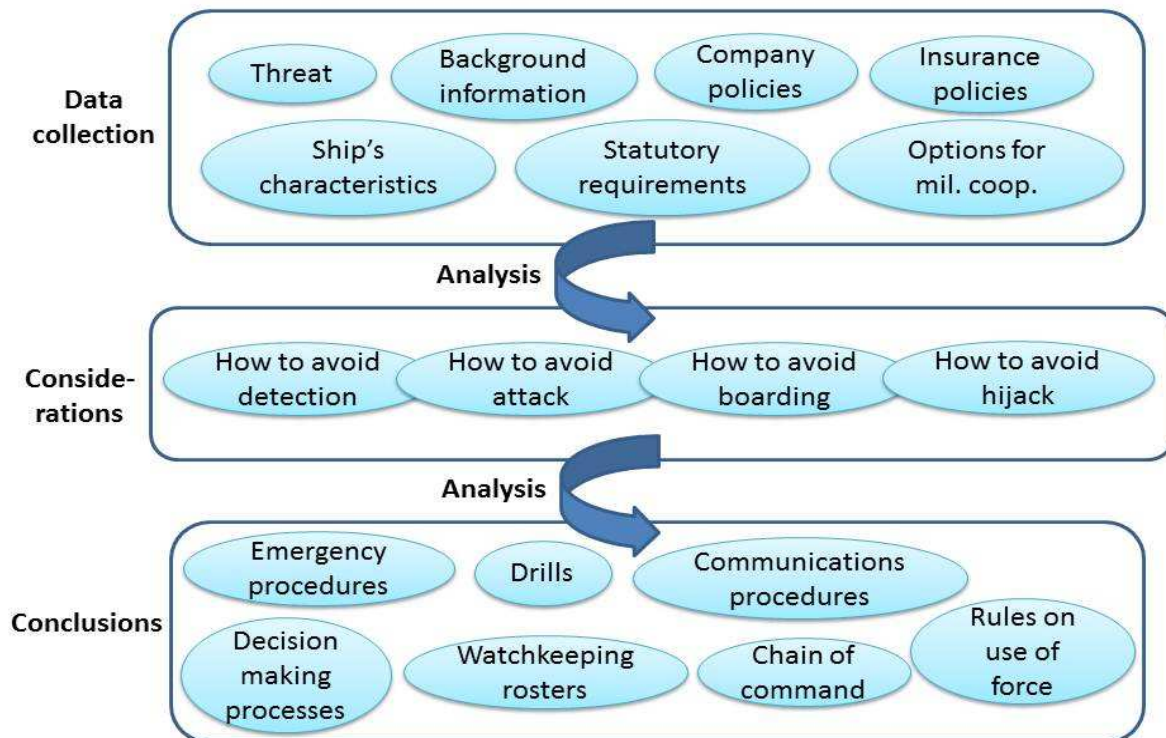 Data
collection
Threat
Background
information
Company
policies
Insurance
policies
Ship’s
characteristics
Statutory
requirements
Options for
mil. coop.
Analysis
Conside-
rations
How to avoid
detection
How to avoid
attack
How to avoid
boarding
How to avoid
hijack
Analysis
Conclusions
Emergency
procedures
Drills
Communications
procedures
Decision
making
processes
Watchkeeping
rosters
Chain of
command
Rules on
use of
force